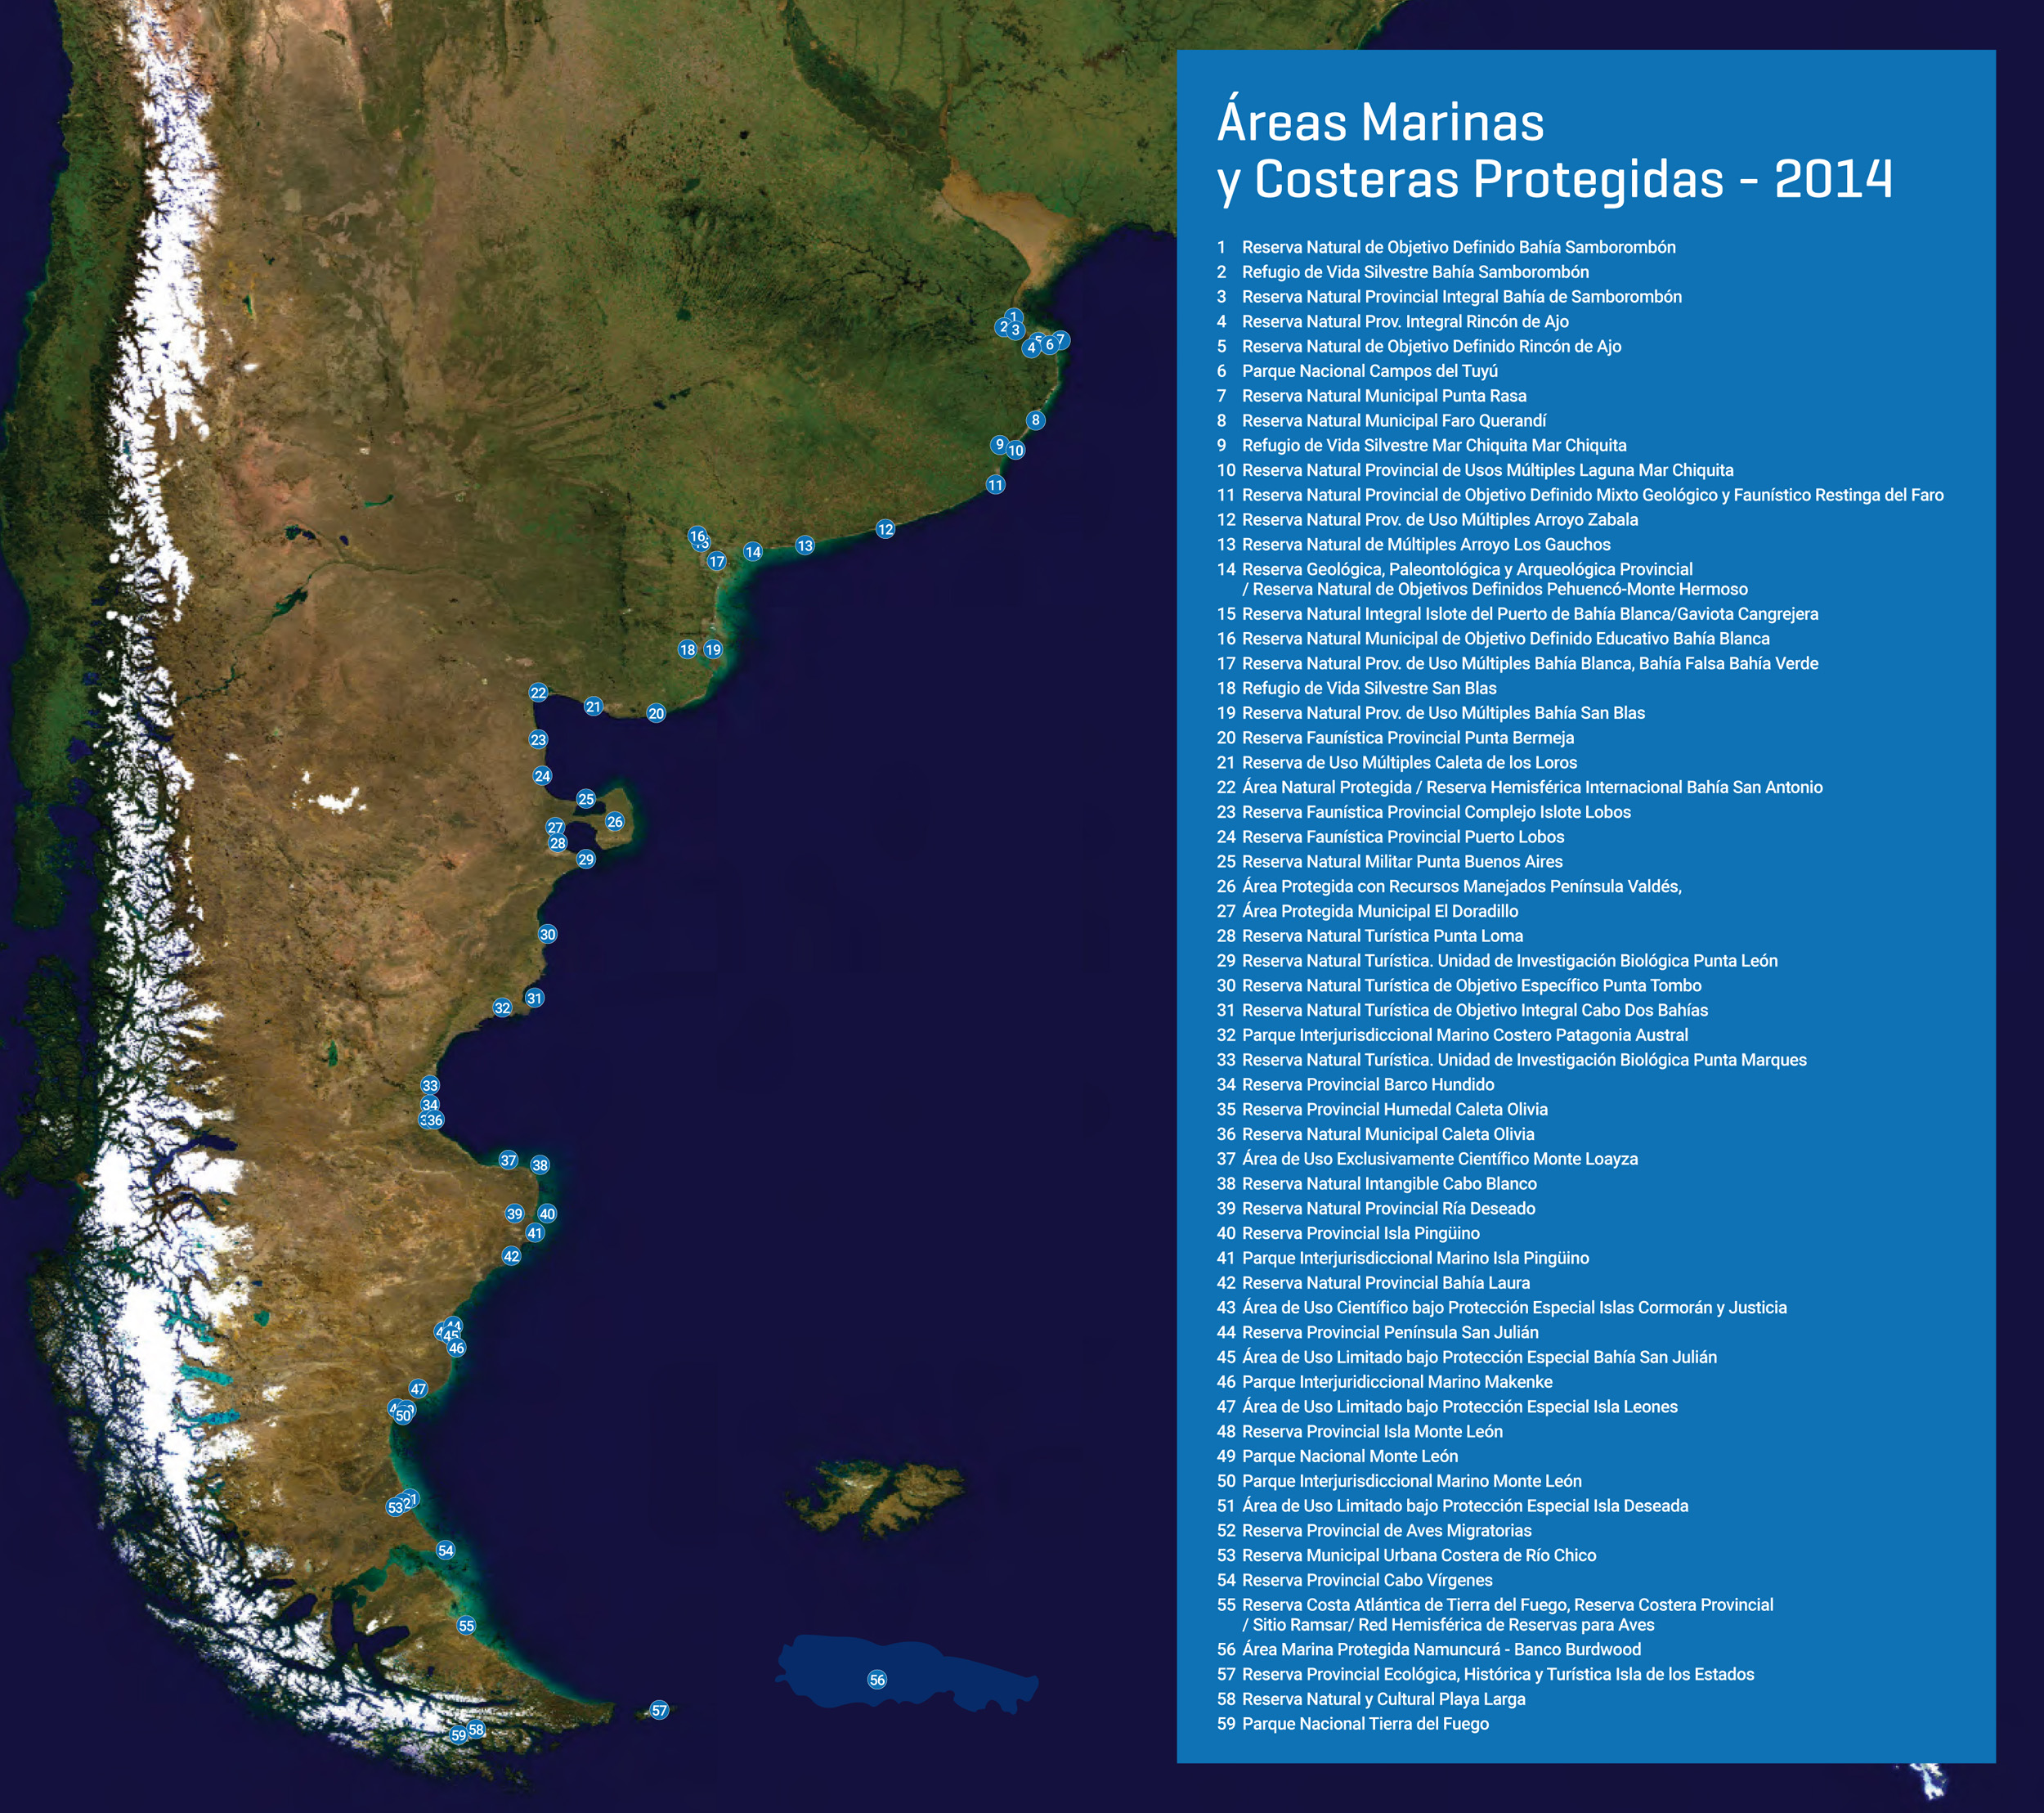 Áreas Marinas
y Costeras Protegidas - 2014
1 Reserva Natural de Objetivo Definido Bahía Samborombón
2 Refugio de Vida Silvestre Bahía Samborombón
3 Reserva Natural Provincial Integral Bahía de Samborombón
4 Reserva Natural Prov. Integral Rincón de Ajo
5 Reserva Natural de Objetivo Definido Rincón de Ajo
6 Parque Nacional Campos del Tuyú
7 Reserva Natural Municipal Punta Rasa
8 Reserva Natural Municipal Faro Querandí
9 Refugio de Vida Silvestre Mar Chiquita Mar Chiquita
10 Reserva Natural Provincial de Usos Múltiples Laguna Mar Chiquita
11 Reserva Natural Provincial de Objetivo Definido Mixto Geológico y Faunístico Restinga del Faro
12 Reserva Natural Prov. de Uso Múltiples Arroyo Zabala
13 Reserva Natural de Múltiples Arroyo Los Gauchos
14 Reserva Geológica, Paleontológica y Arqueológica Provincial
/ Reserva Natural de Objetivos Definidos Pehuencó-Monte Hermoso
15 Reserva Natural Integral Islote del Puerto de Bahía Blanca/Gaviota Cangrejera
16 Reserva Natural Municipal de Objetivo Definido Educativo Bahía Blanca
17 Reserva Natural Prov. de Uso Múltiples Bahía Blanca, Bahía Falsa Bahía Verde
18 Refugio de Vida Silvestre San Blas
19 Reserva Natural Prov. de Uso Múltiples Bahía San Blas
20 Reserva Faunística Provincial Punta Bermeja
21 Reserva de Uso Múltiples Caleta de los Loros
22 Área Natural Protegida / Reserva Hemisférica Internacional Bahía San Antonio
23 Reserva Faunística Provincial Complejo Islote Lobos
24 Reserva Faunística Provincial Puerto Lobos
25 Reserva Natural Militar Punta Buenos Aires
26 Área Protegida con Recursos Manejados Península Valdés,
27 Área Protegida Municipal El Doradillo
28 Reserva Natural Turística Punta Loma
29 Reserva Natural Turística. Unidad de Investigación Biológica Punta León
30 Reserva Natural Turística de Objetivo Específico Punta Tombo
31 Reserva Natural Turística de Objetivo Integral Cabo Dos Bahías
32 Parque Interjurisdiccional Marino Costero Patagonia Austral
33 Reserva Natural Turística. Unidad de Investigación Biológica Punta Marques
34 Reserva Provincial Barco Hundido
35 Reserva Provincial Humedal Caleta Olivia
36 Reserva Natural Municipal Caleta Olivia
37 Área de Uso Exclusivamente Científico Monte Loayza
38 Reserva Natural Intangible Cabo Blanco
39 Reserva Natural Provincial Ría Deseado
40 Reserva Provincial Isla Pingüino
41 Parque Interjurisdiccional Marino Isla Pingüino
42 Reserva Natural Provincial Bahía Laura
43 Área de Uso Científico bajo Protección Especial Islas Cormorán y Justicia
44 Reserva Provincial Península San Julián
45 Área de Uso Limitado bajo Protección Especial Bahía San Julián
46 Parque Interjuridiccional Marino Makenke
47 Área de Uso Limitado bajo Protección Especial Isla Leones
48 Reserva Provincial Isla Monte León
49 Parque Nacional Monte León
50 Parque Interjurisdiccional Marino Monte León
51 Área de Uso Limitado bajo Protección Especial Isla Deseada
52 Reserva Provincial de Aves Migratorias
53 Reserva Municipal Urbana Costera de Río Chico
54 Reserva Provincial Cabo Vírgenes
55 Reserva Costa Atlántica de Tierra del Fuego, Reserva Costera Provincial
/ Sitio Ramsar/ Red Hemisférica de Reservas para Aves
56 Área Marina Protegida Namuncurá - Banco Burdwood
57 Reserva Provincial Ecológica, Histórica y Turística Isla de los Estados
58 Reserva Natural y Cultural Playa Larga
59 Parque Nacional Tierra del Fuego
1
2
3
4
5
6
7
8
9
10
11
12
13
14
16
17
18
19
20
21
22
23
24
25
26
27
28
29
30
31
32
33
34
36
37
38
39
40
41
42
44
45
46
47
50
53
54
55
56
57
58
59